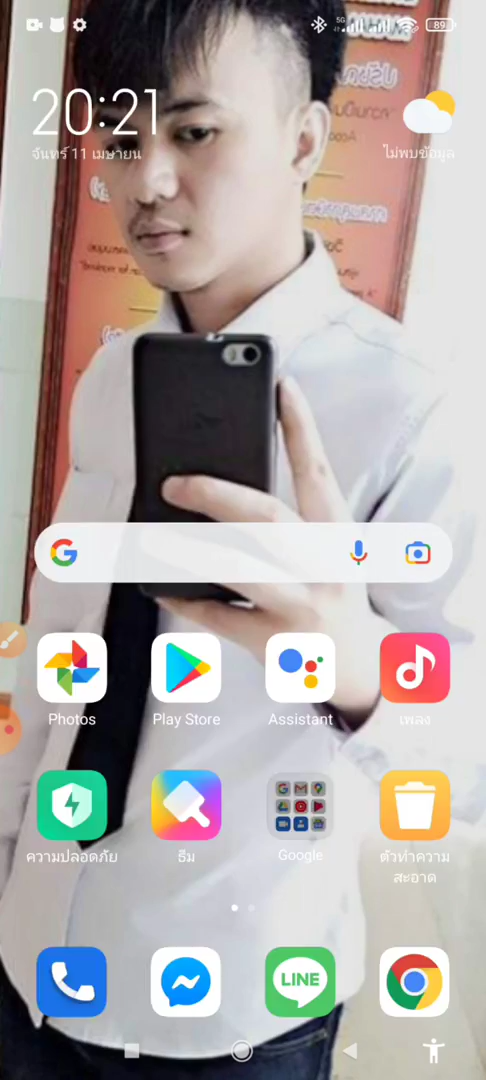 5G
89
20:21
จันทร์ 11 เมษายน
ไม่พบข้อมูล
Photos
Play Store
Assistant
เพลง
ความปลอดภัย
ธีม
Google
ตัวทำความ
สะอาด
LINE